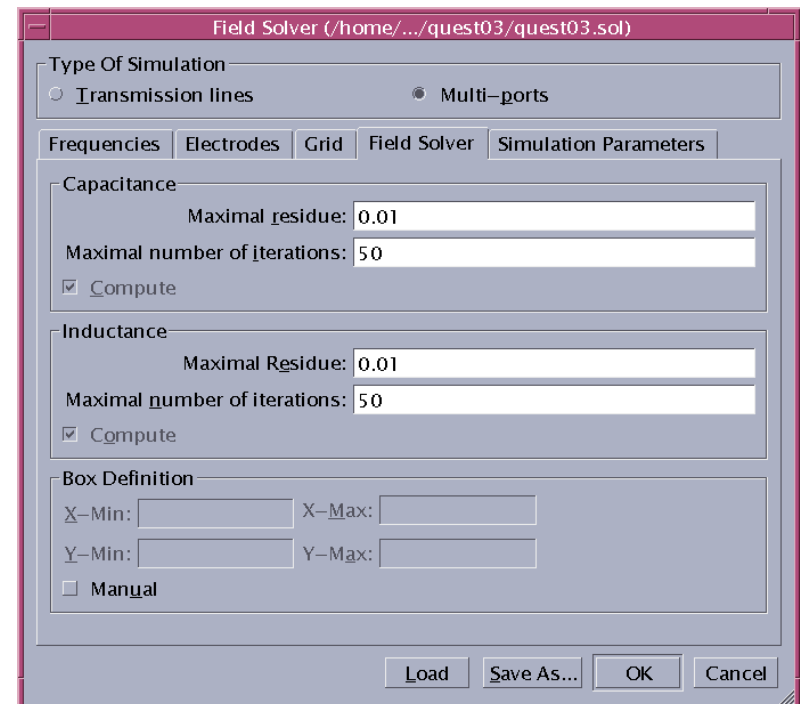 Field Solver (/home/.../quest03/quest03.sol)
Type Of Simulation
Transmission lines Multi-ports
Frequencies Electrodes Grid Field Solver Simulation Parameters
Capacitance
Maximal residue: 0.01
Maximal number of iterations: 50
Compute
Inductance
Maximal Residue: 0.01
Maximal number of iterations: 50
Compute
Box Definition
X-Min: X-Max:
Y-Min: Y-Max:
Manual
Load Save As... OK Cancel